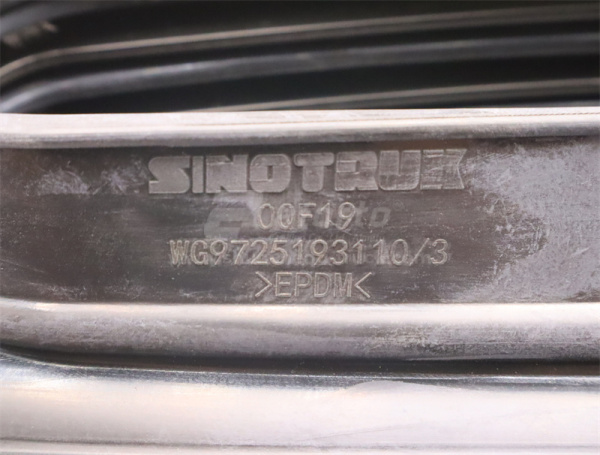 SINOTRUK
00F19
WG9725193110/3
>EPDM<